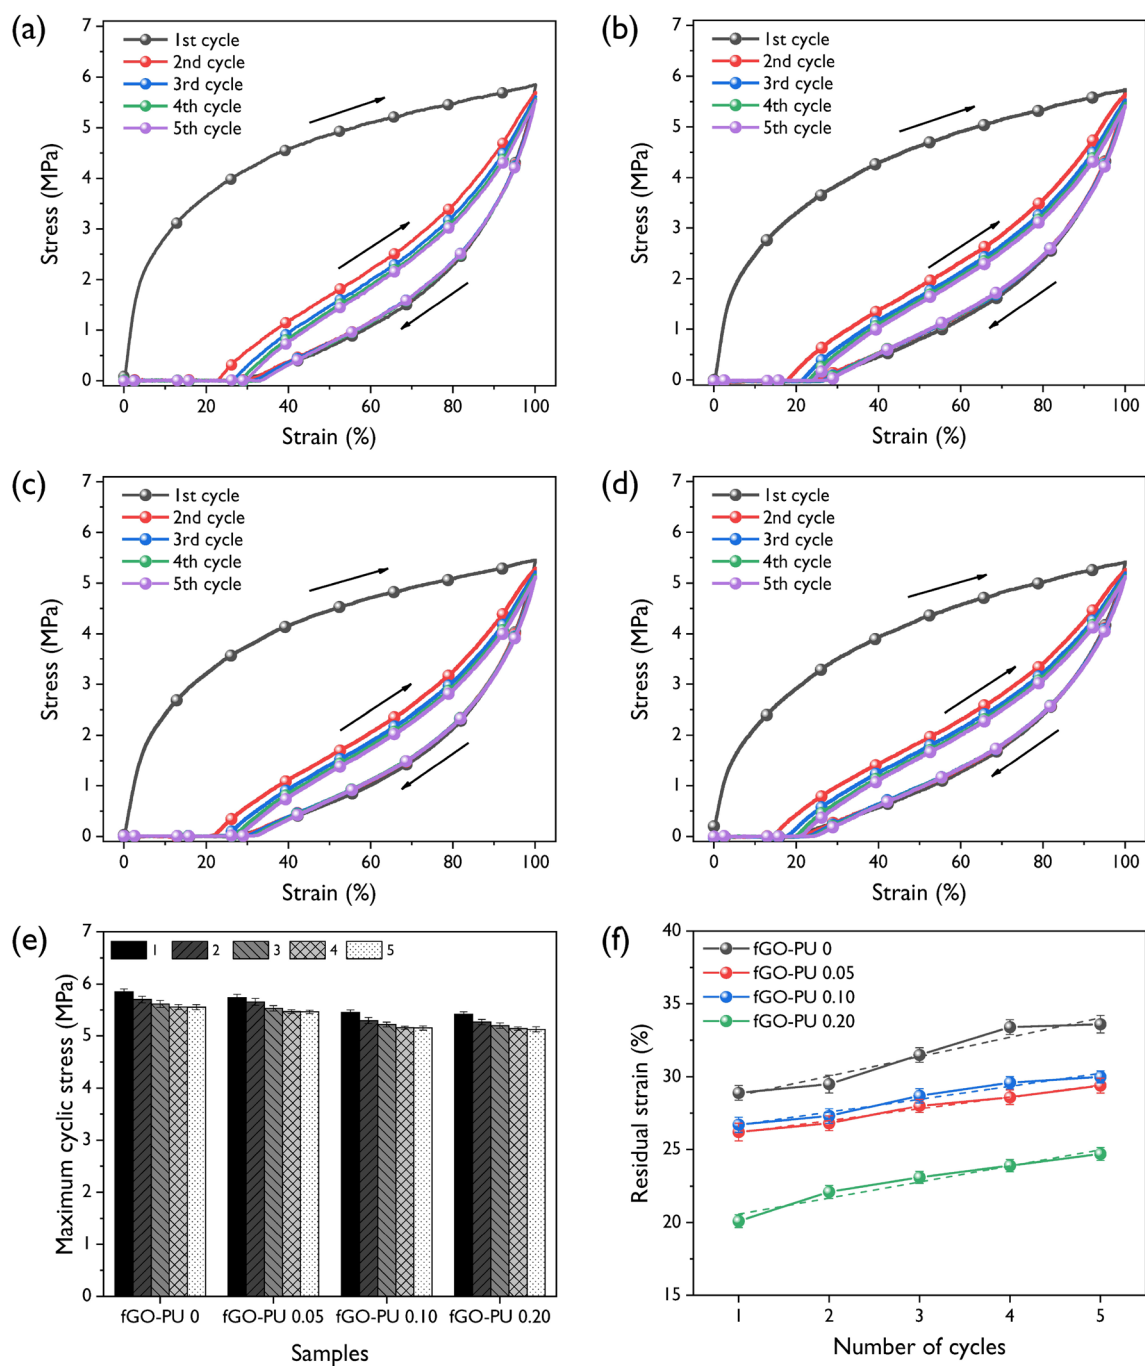 (a)
7
6
5
4
3
2
1
0
Stress (MPa)
1st cycle
2nd cycle
3rd cycle
4th cycle
5th cycle
0 20 40 60 80 100
Strain (%)
(b)
7
6
5
4
3
2
1
0
Stress (MPa)
1st cycle
2nd cycle
3rd cycle
4th cycle
5th cycle
0 20 40 60 80 100
Strain (%)
(c)
7
6
5
4
3
2
1
0
Stress (MPa)
1st cycle
2nd cycle
3rd cycle
4th cycle
5th cycle
0 20 40 60 80 100
Strain (%)
(d)
7
6
5
4
3
2
1
0
Stress (MPa)
1st cycle
2nd cycle
3rd cycle
4th cycle
5th cycle
0 20 40 60 80 100
Strain (%)
(e)
7
6
5
4
3
2
1
0
Maximum cyclic stress (MPa)
1 2 3 4 5
fGO-PU 0 fGO-PU 0.05 fGO-PU 0.10 fGO-PU 0.20
Samples
(f)
40
35
30
25
20
15
Residual strain (%)
fGO-PU 0
fGO-PU 0.05
fGO-PU 0.10
fGO-PU 0.20
1 2 3 4 5
Number of cycles